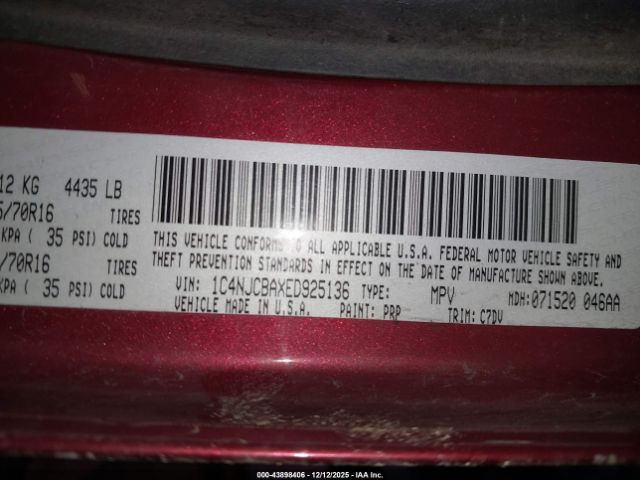 12 KG 4435 LB
/70R16 TIRES
KPA ( 35 PSI) COLD
/70R16 TIRES
KPA ( 35 PSI) COLD
THIS VEHICLE CONFORMS TO ALL APPLICABLE U.S.A. FEDERAL MOTOR VEHICLE SAFETY AND
THEFT PREVENTION STANDARDS IN EFFECT ON THE DATE OF MANUFACTURE SHOWN ABOVE.
VIN: 1C4NJCBAXED925136 TYPE: MPV MDH:071520 046AA
VEHICLE MADE IN U.S.A. PAINT: PRP TRIM: C7DV
000-43898406 - 12/12/2025 - IAA Inc.